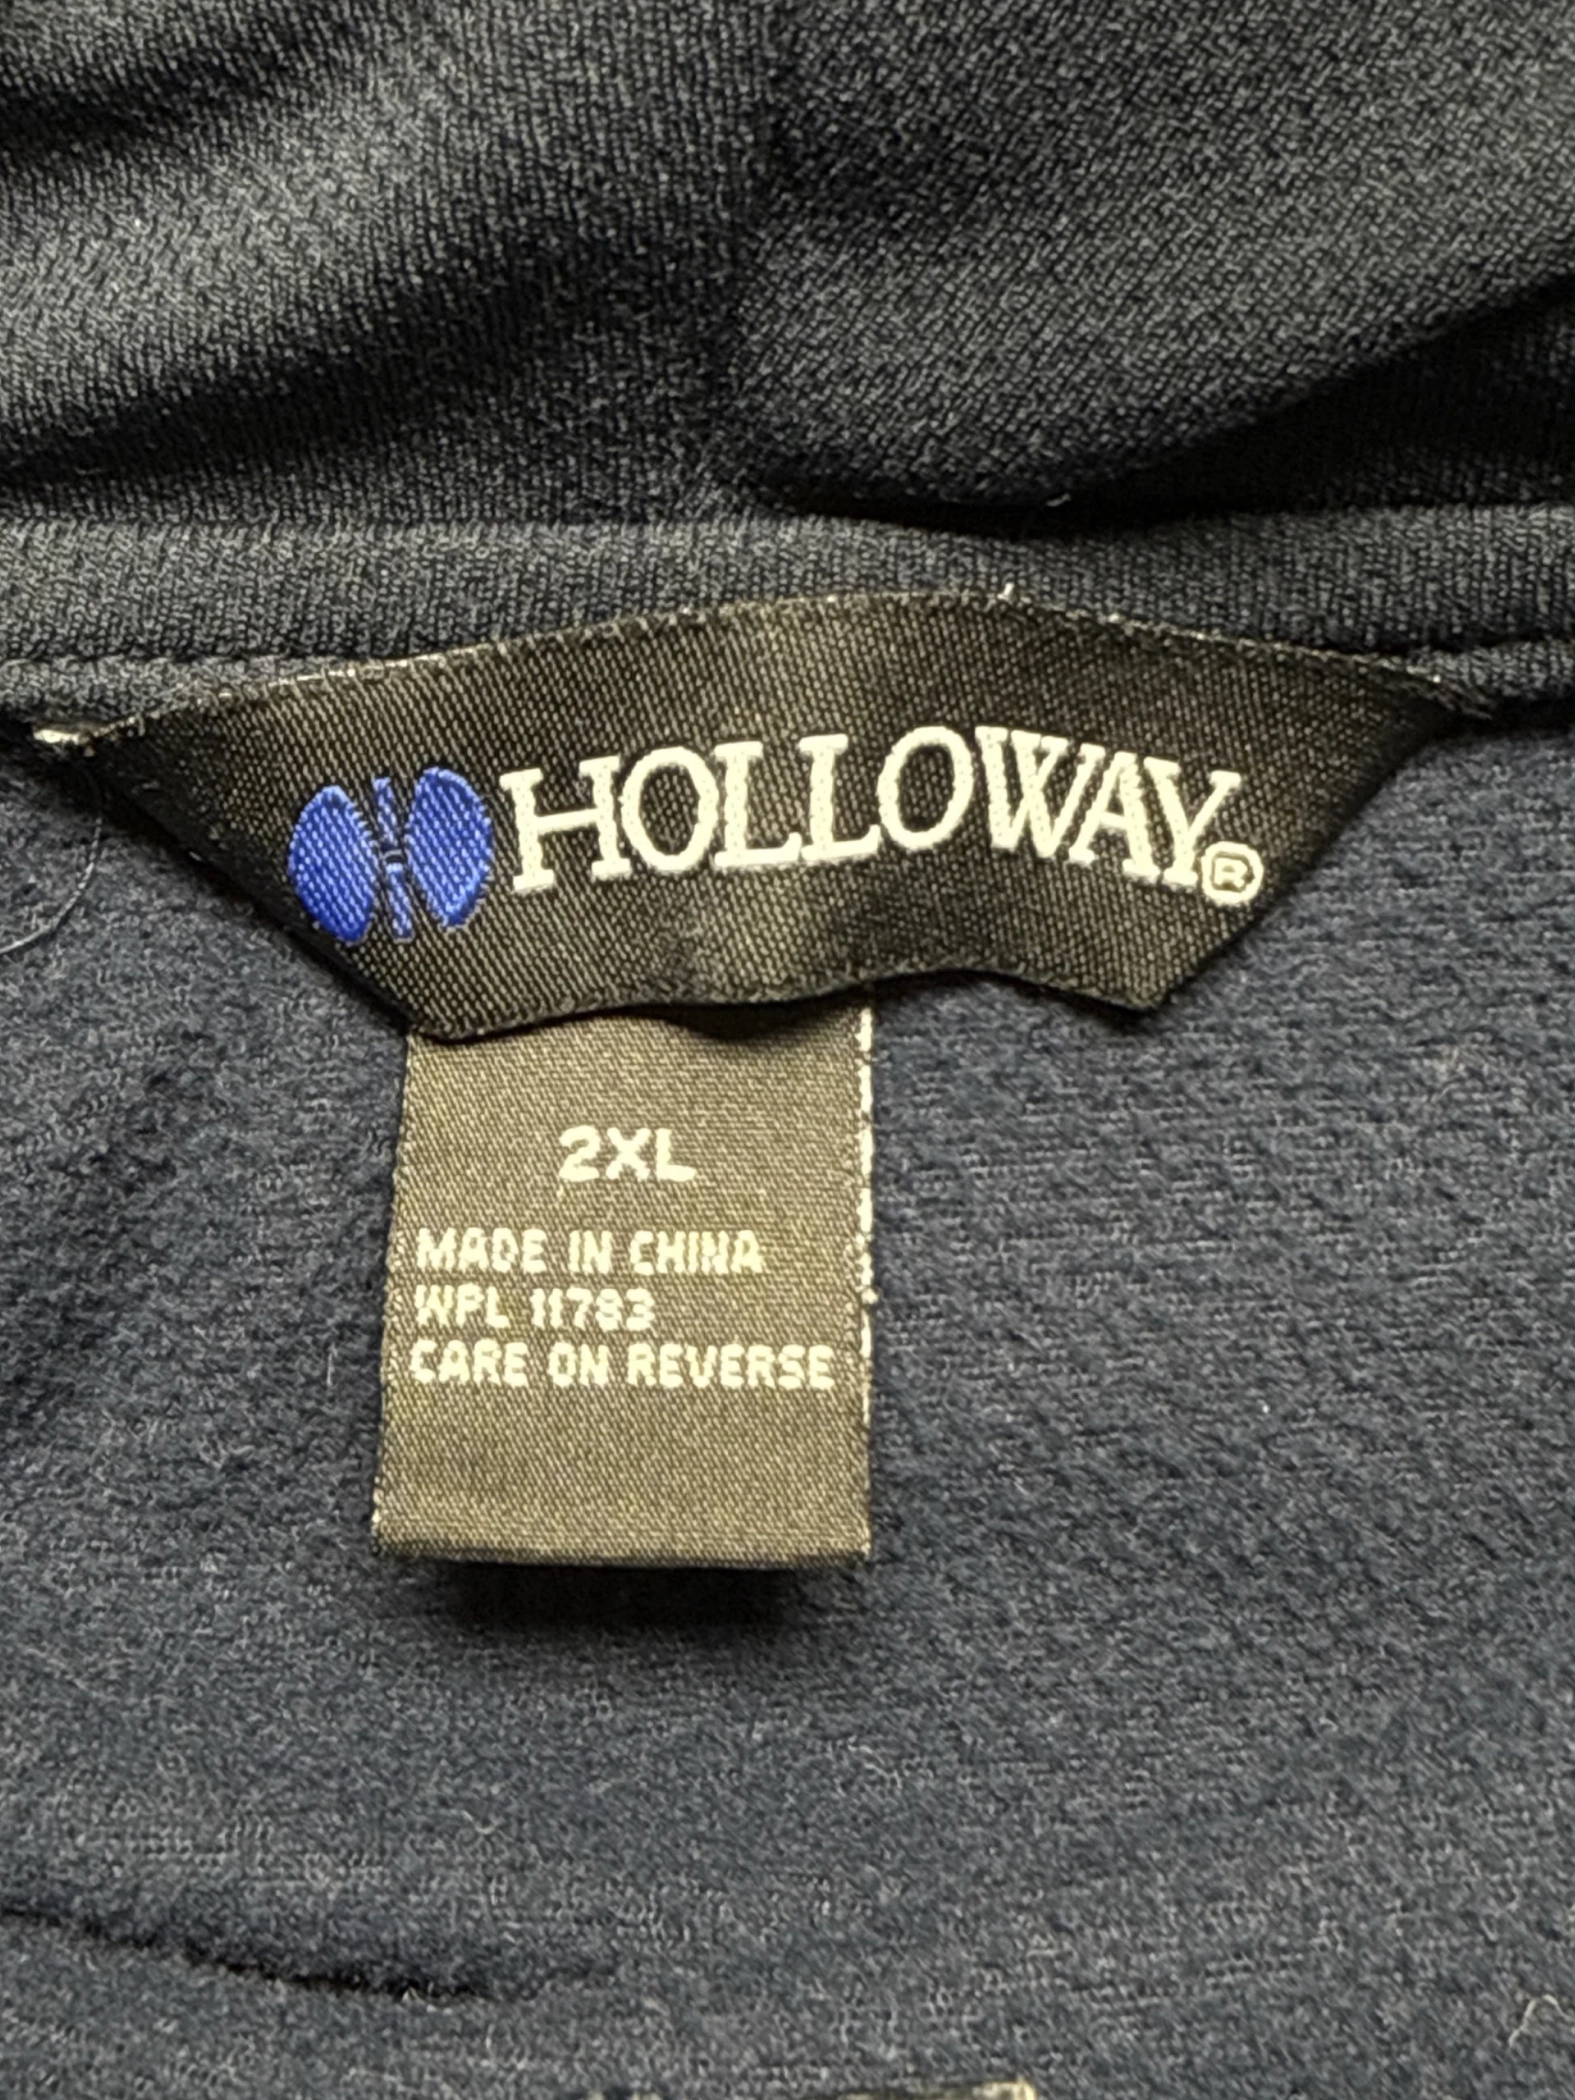 HOLLOWAY®
2XL
MADE IN CHINA
WPL 11783
CARE ON REVERSE